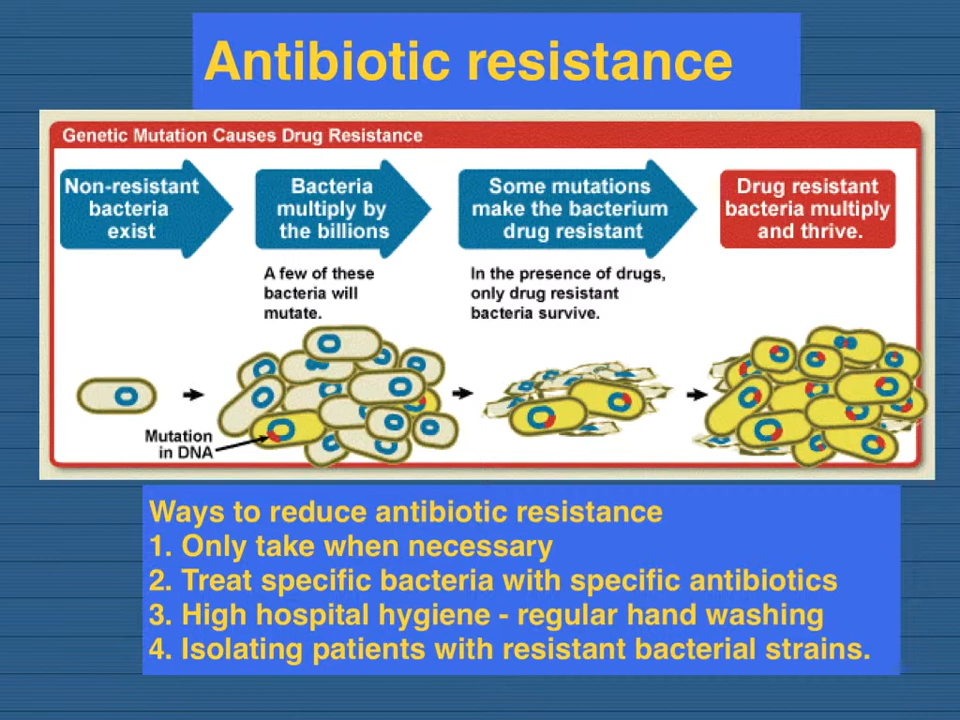 Antibiotic resistance
Genetic Mutation Causes Drug Resistance
Non-resistant
bacteria
exist
Bacteria
multiply by
the billions
Some mutations
make the bacterium
drug resistant
Drug resistant
bacteria multiply
and thrive.
A few of these
bacteria will
mutate.
In the presence of drugs,
only drug resistant
bacteria survive.
Mutation
in DNA
Ways to reduce antibiotic resistance
1. Only take when necessary
2. Treat specific bacteria with specific antibiotics
3. High hospital hygiene - regular hand washing
4. Isolating patients with resistant bacterial strains.